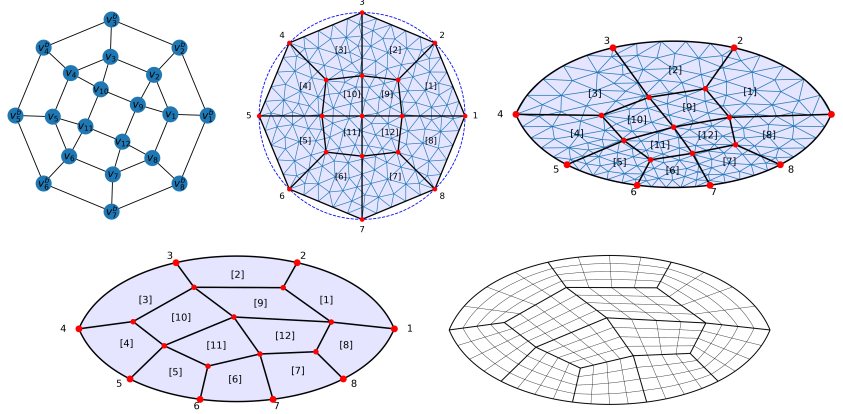 v₃ᵇ
v₄ᵇ v₂ᵇ
v₃
v₄ v₂
v₁₀
v₉
v₅ᵇ v₅ v₁ v₁ᵇ
v₁₁
v₁₂
v₆ v₈
v₇
v₆ᵇ v₈ᵇ
v₇ᵇ
3
4 2
[3] [2]
[4] [10] [9] [1]
5 1
[5] [11] [12] [8]
[6] [7]
6 8
7
3 2
[2]
[3] [1]
[9]
4 [10]
[4] [12] [8]
[11]
[5] [6] [7]
5 8
6 7
3 2
[2]
[3] [9] [1]
[10]
4 1
[4] [11] [12] [8]
[5] [6] [7]
5 8
6 7